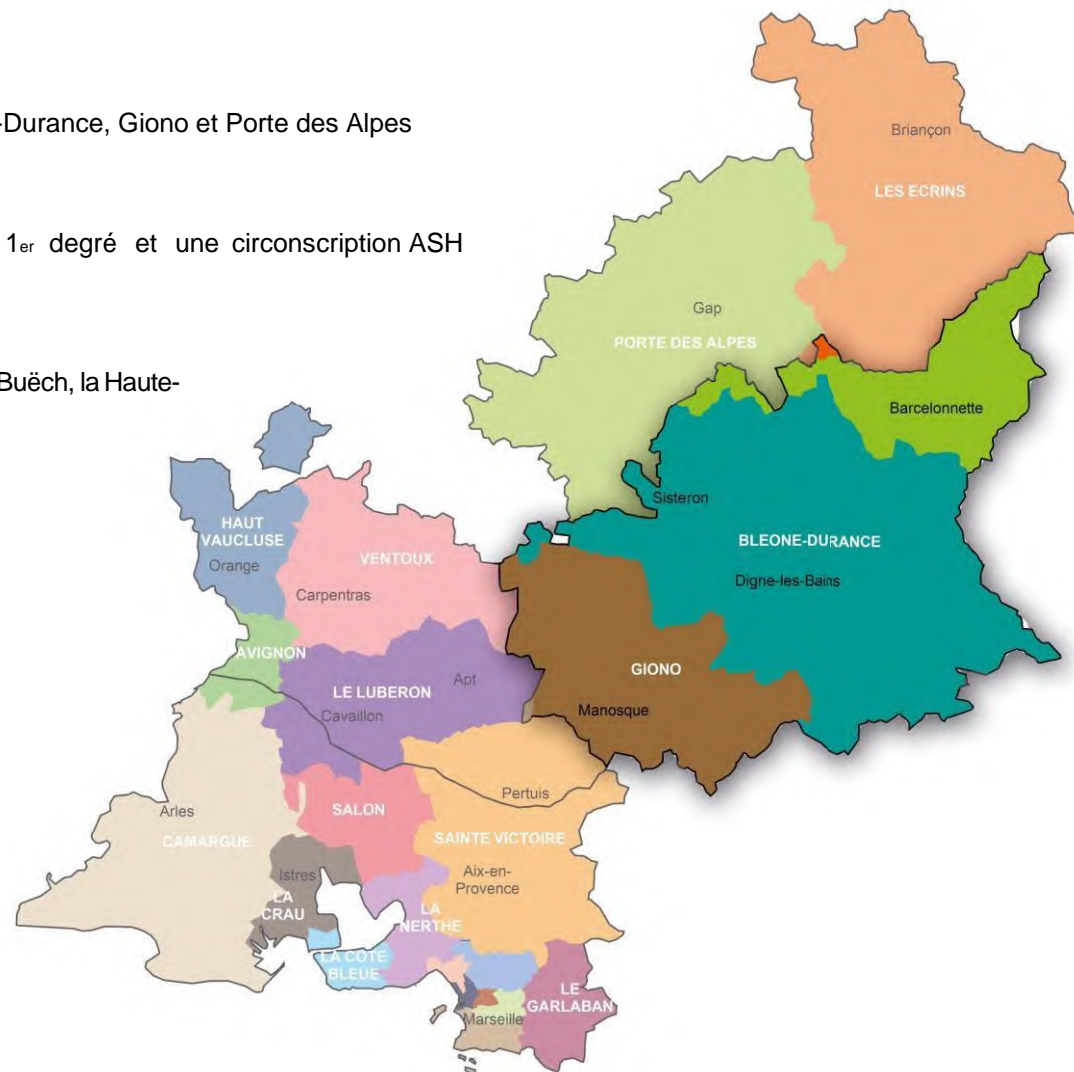 -Durance, Giono et Porte des Alpes
1er degré et une circonscription ASH
Buëch, la Haute-
Briançon
LES ECRINS
Gap
PORTE DES ALPES
Barcelonnette
Sisteron
HAUT
VAUCLUSE
VENTOUX
BLEONE-DURANCE
Orange
Digne-les-Bains
Carpentras
AVIGNON
GIONO
Apt
LE LUBERON
Cavaillon
Manosque
Pertuis
Arles
SALON
CAMARGUE
SAINTE VICTOIRE
Istres
Aix-en-
Provence
LA
CRAU
LA
NERTHE
LA COTE
BLEUE
LE
GARLABAN
Marseille